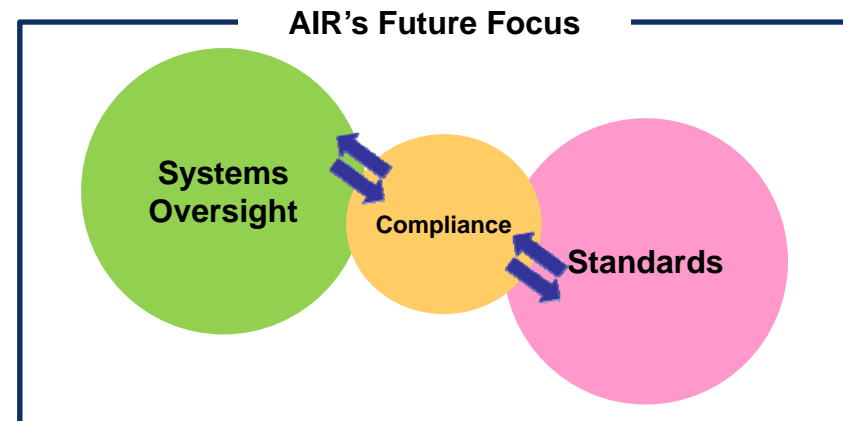 AIR's Future Focus
Systems
Oversight
Compliance
Standards